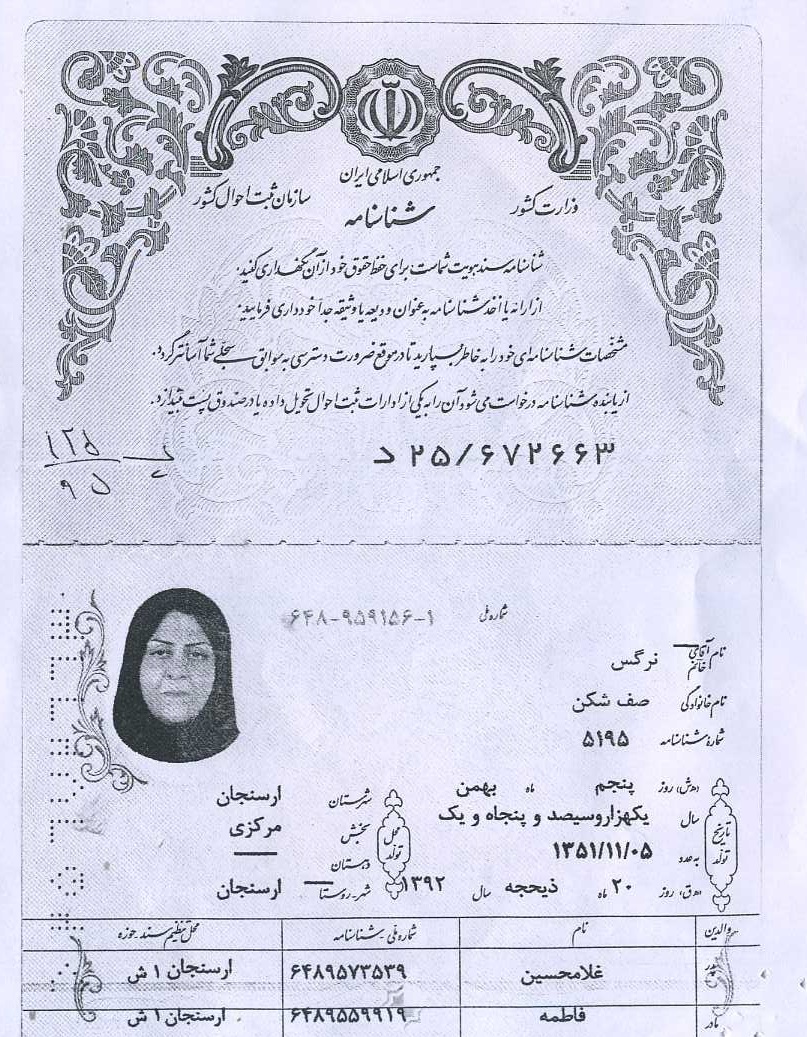 جمهوری اسلامی ایران
وزارت کشور
سازمان ثبت احوال کشور
شناسنامه
شناسنامه سند هویت شماست برای حفظ حقوق خود از آن نگهداری کنید.
از ارائه یا اخذ شناسنامه به عنوان ودیعه یا وثیقه جداً خودداری فرمایید.
مشخصات شناسنامه‌ای خود را به خاطر بسپارید تا در موقع ضرورت دسترسی به سوابق سجلی شما آسانتر گردد.
از یابنده شناسنامه درخواست می‌شود آن را به یکی از ادارات ثبت احوال تحویل داده یا در صندوق پست بیندازد.
د ۲۵/۶۷۲۶۶۳
۱۲۵
۹۵
شماره ملی ۶۴۸-۹۵۹۱۵۶-۱
نام آقای خانم نرگس
نام خانوادگی صف شکن
شماره شناسنامه ۵۱۹۵
تاریخ تولد
(ه‍.ش) روز پنجم ماه بهمن
سال یکهزاروسیصد و پنجاه و یک
به عدد ۱۳۵۱/۱۱/۰۵
(ه‍.ق) روز ۲۰ ماه ذیحجه سال ۱۳۹۲
محل تولد
شهرستان ارسنجان
بخش مرکزی
دهستان
شهر-روستا ارسنجان
والدین نام شماره ملی-شناسنامه محل تنظیم سند-حوزه
پدر غلامحسین ۶۴۸۹۵۷۳۵۳۹ ارسنجان ۱ ش
مادر فاطمه ۶۴۸۹۵۵۹۹۱۹ ارسنجان ۱ ش